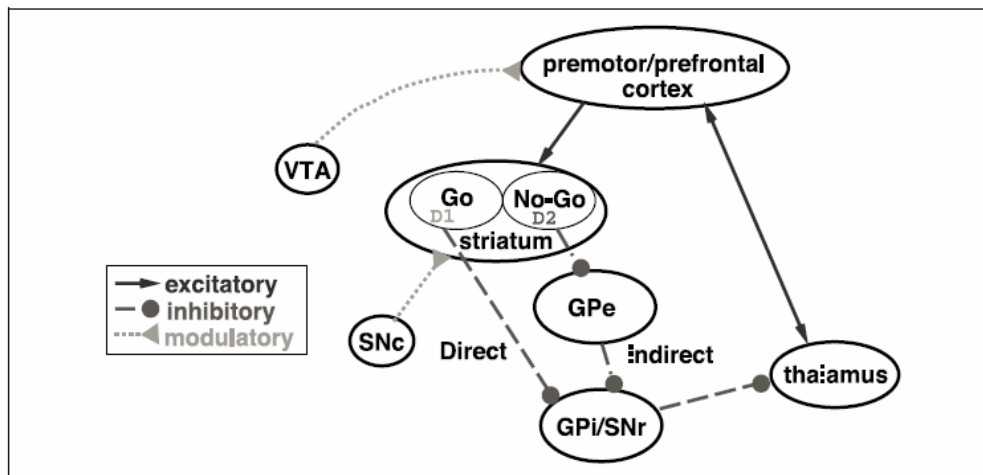 premotor/prefrontal
cortex
VTA
Go
No-Go
D1
D2
striatum
excitatory
inhibitory
modulatory
SNc
Direct
GPe
Indirect
thalamus
GPi/SNr